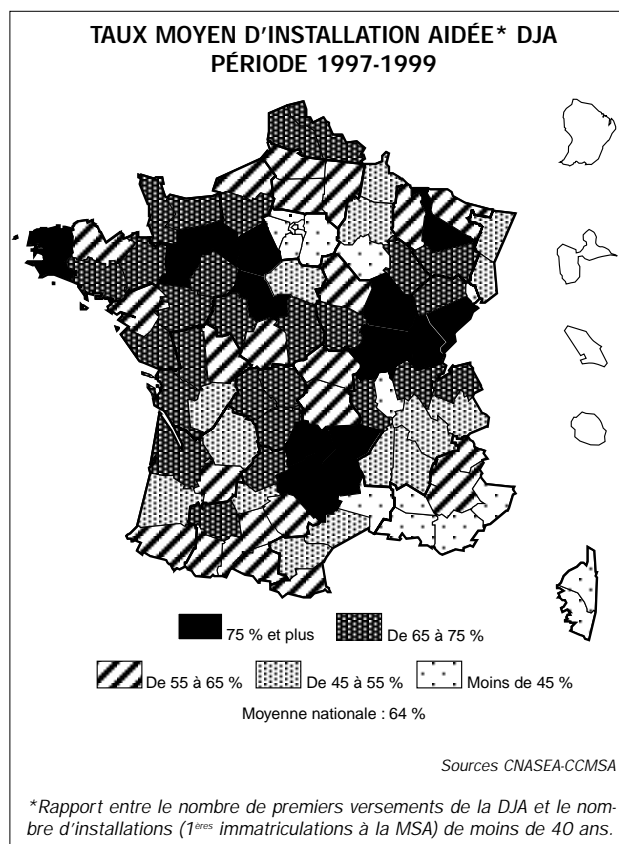 TAUX MOYEN D'INSTALLATION AIDÉE* DJA
PÉRIODE 1997-1999
75 % et plus
De 65 à 75 %
De 55 à 65 %
De 45 à 55 %
Moins de 45 %
Moyenne nationale : 64 %
Sources CNASEA-CCMSA
*Rapport entre le nombre de premiers versements de la DJA et le nom-
bre d'installations (1ères immatriculations à la MSA) de moins de 40 ans.